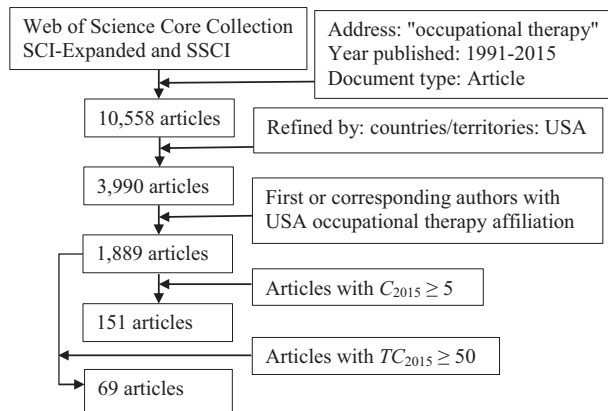 Web of Science Core Collection
SCI-Expanded and SSCI
Address: "occupational therapy"
Year published: 1991-2015
Document type: Article
10,558 articles
Refined by: countries/territories: USA
3,990 articles
First or corresponding authors with
USA occupational therapy affiliation
1,889 articles
Articles with C2015 ≥ 5
151 articles
Articles with TC2015 ≥ 50
69 articles